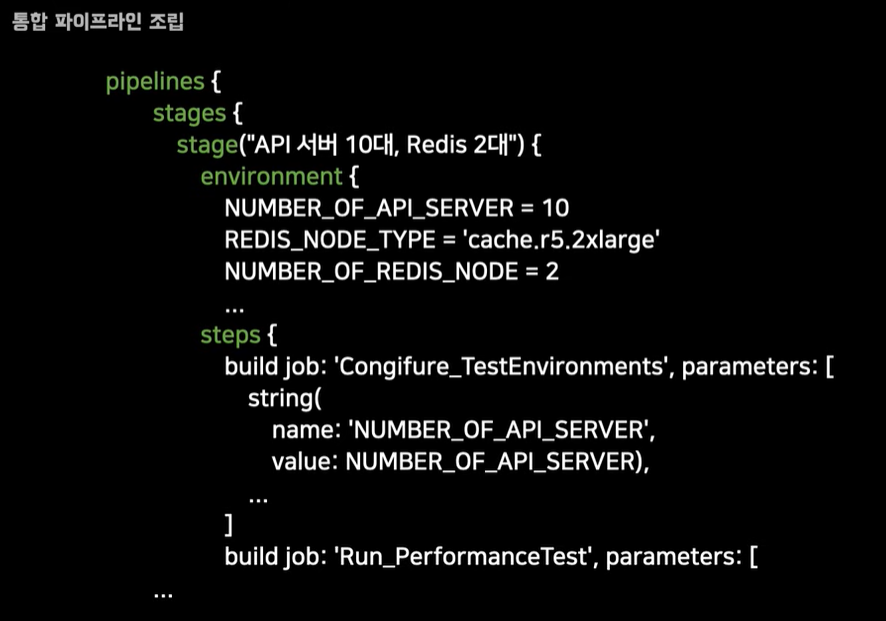 통합 파이프라인 조립
pipelines {
stages {
stage("API 서버 10대, Redis 2대") {
environment {
NUMBER_OF_API_SERVER = 10
REDIS_NODE_TYPE = 'cache.r5.2xlarge'
NUMBER_OF_REDIS_NODE = 2
...
steps {
build job: 'Congifure_TestEnvironments', parameters: [
string(
name: 'NUMBER_OF_API_SERVER',
value: NUMBER_OF_API_SERVER),
...
]
build job: 'Run_PerformanceTest', parameters: [
...